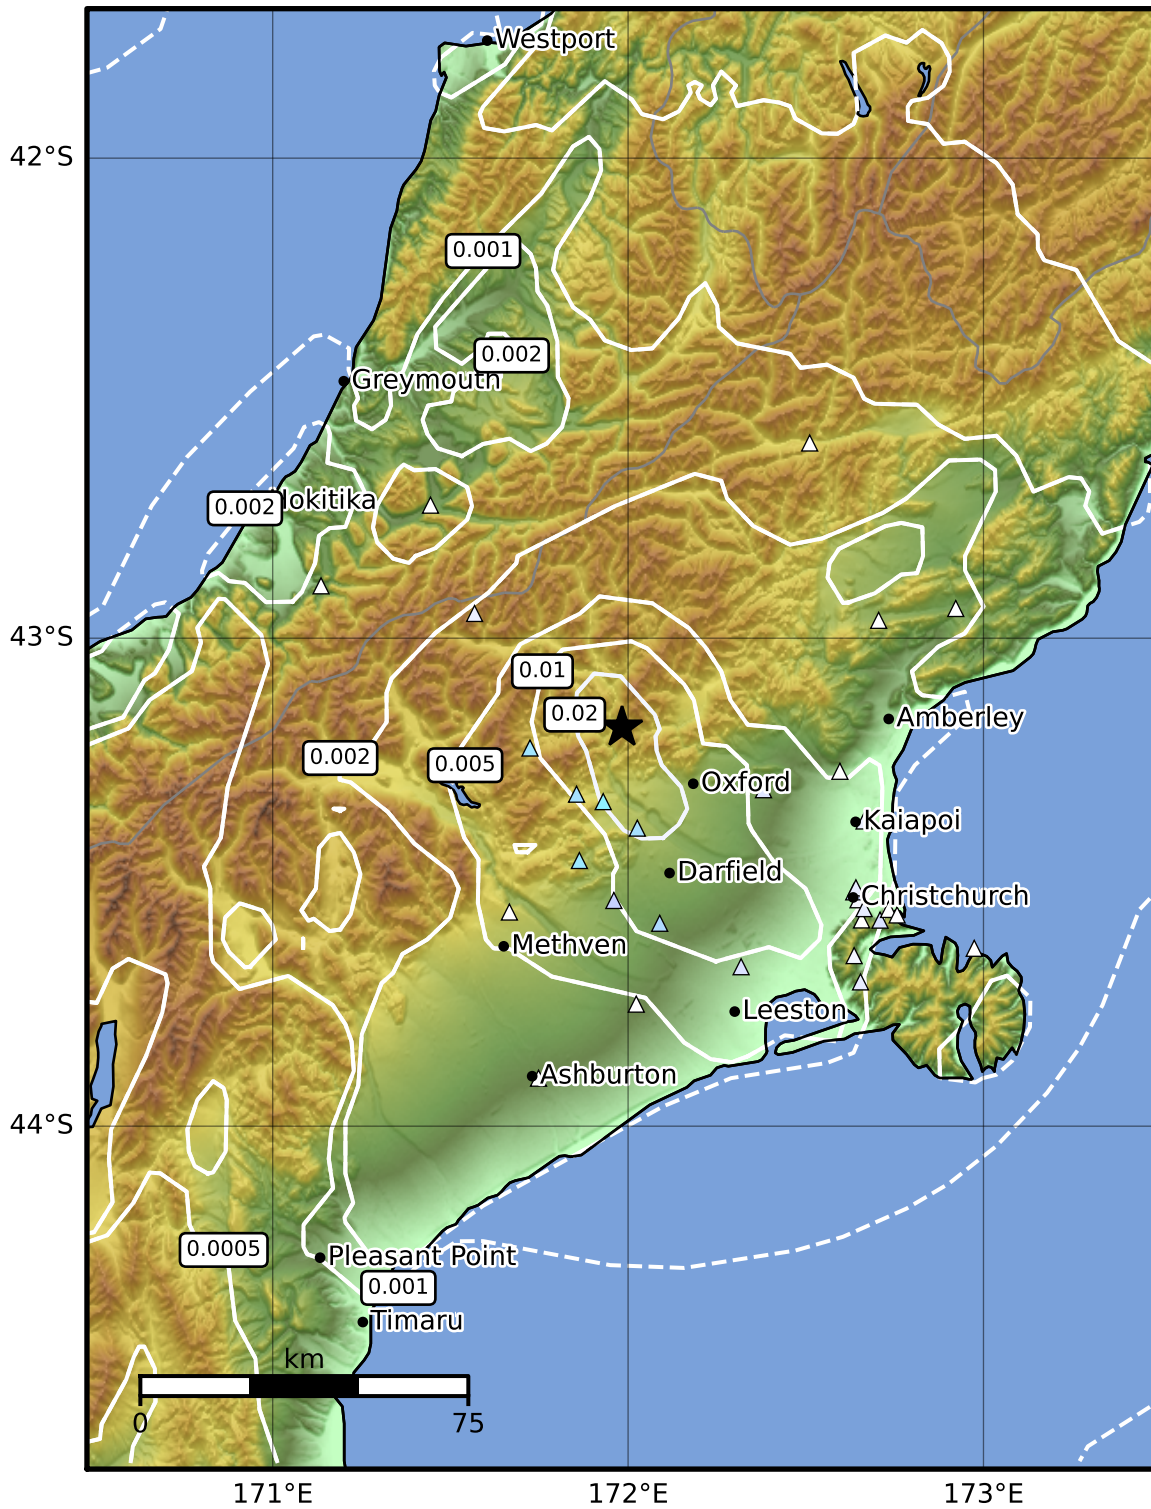 Westport
42°S
0.001
0.002
Greymouth
0.002
Hokitika
43°S
0.01
0.02
Amberley
0.002
0.005
Oxford
Kaiapoi
Darfield
Christchurch
Methven
Leeston
Ashburton
44°S
0.0005
Pleasant Point
0.001
Timaru
km
0
75
171°E
172°E
173°E